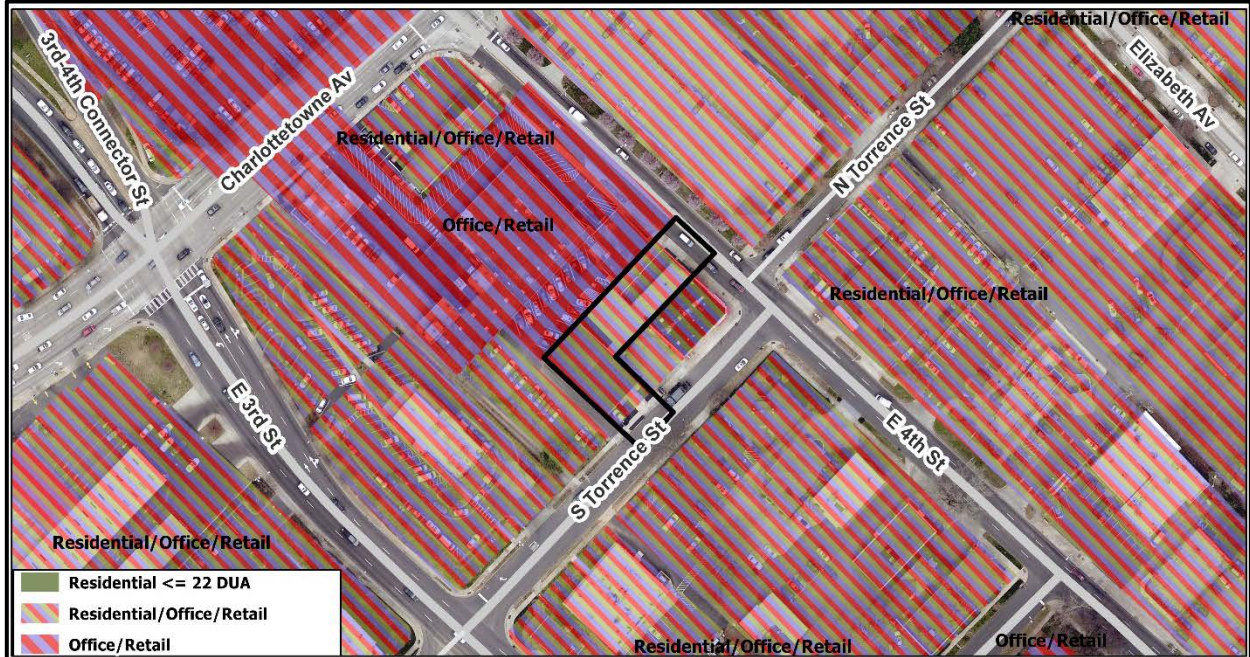 Residential/Office/Retail
3rd-4th Connector St
Charlottetowne Av
Elizabeth Av
Residential/Office/Retail
N Torrence St
Office/Retail
Residential/Office/Retail
E 3rd St
E 4th St
S Torrence St
Residential/Office/Retail
Residential <= 22 DUA
Residential/Office/Retail
Office/Retail
Residential/Office/Retail
Office/Retail